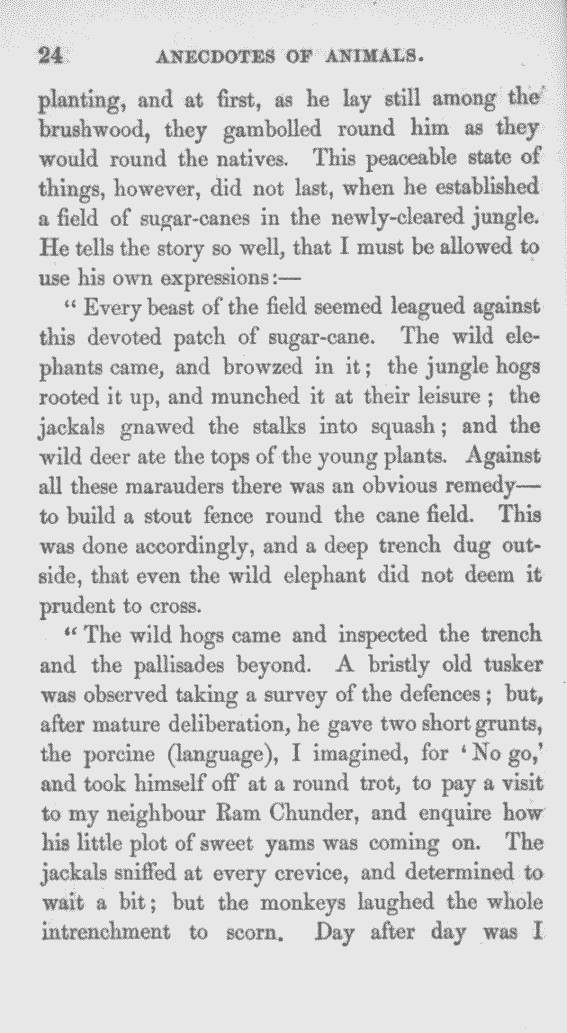 24 ANECDOTES OF ANIMALS.
planting, and at first, as he lay still among the
brushwood, they gambolled round him as they
would round the natives. This peaceable state of
things, however, did not last, when he established
a field of sugar-canes in the newly-cleared jungle.
He tells the story so well, that I must be allowed to
use his own expressions:—
“ Every beast of the field seemed leagued against
this devoted patch of sugar-cane. The wild ele-
phants came, and browzed in it; the jungle hogs
rooted it up, and munched it at their leisure ; the
jackals gnawed the stalks into squash ; and the
wild deer ate the tops of the young plants. Against
all these marauders there was an obvious remedy—
to build a stout fence round the cane field. This
was done accordingly, and a deep trench dug out-
side, that even the wild elephant did not deem it
prudent to cross.
“ The wild hogs came and inspected the trench
and the pallisades beyond. A bristly old tusker
was observed taking a survey of the defences ; but,
after mature deliberation, he gave two short grunts,
the porcine (language), I imagined, for ‘ No go,’
and took himself off at a round trot, to pay a visit
to my neighbour Ram Chunder, and enquire how
his little plot of sweet yams was coming on. The
jackals sniffed at every crevice, and determined to
wait a bit ; but the monkeys laughed the whole
intrenchment to scorn. Day after day was I